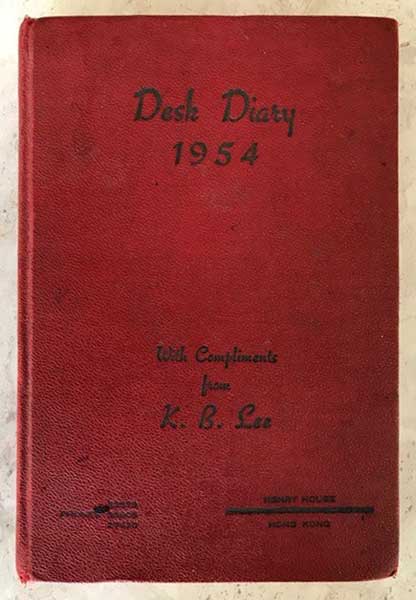 Desk Diary
1954
With Compliments
from
K. B. Lee
HENRY HOUSE
HONG KONG